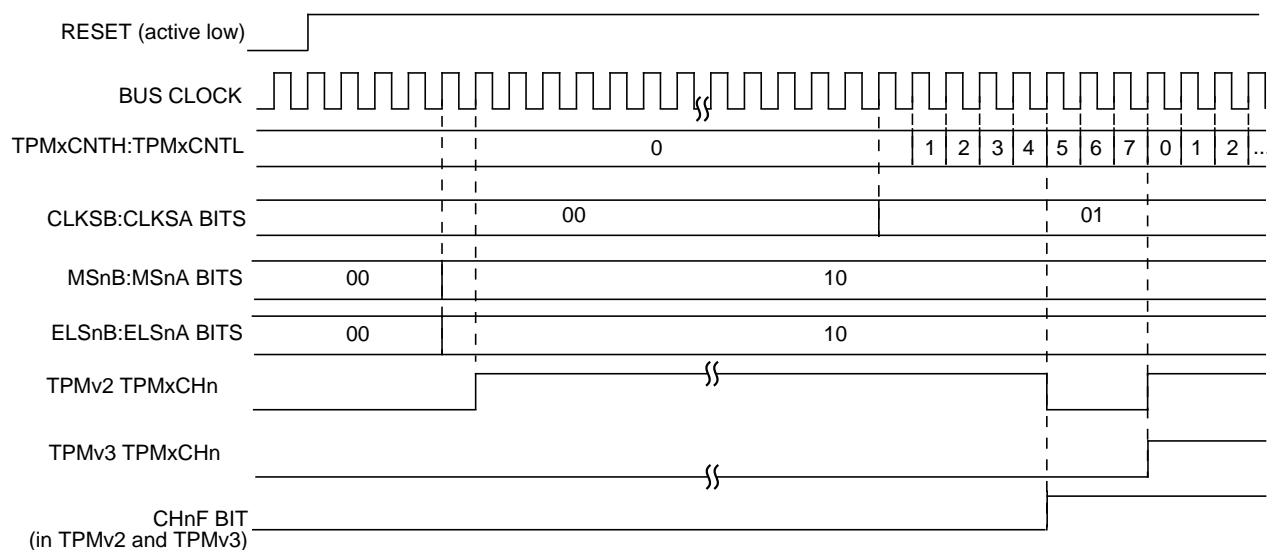 RESET (active low)
BUS CLOCK
TPMxCNTH:TPMxCNTL 0 1 2 3 4 5 6 7 0 1 2 ...
CLKSB:CLKSA BITS 00 01
MSnB:MSnA BITS 00 10
ELSnB:ELSnA BITS 00 10
TPMv2 TPMxCHn
TPMv3 TPMxCHn
CHnF BIT
(in TPMv2 and TPMv3)